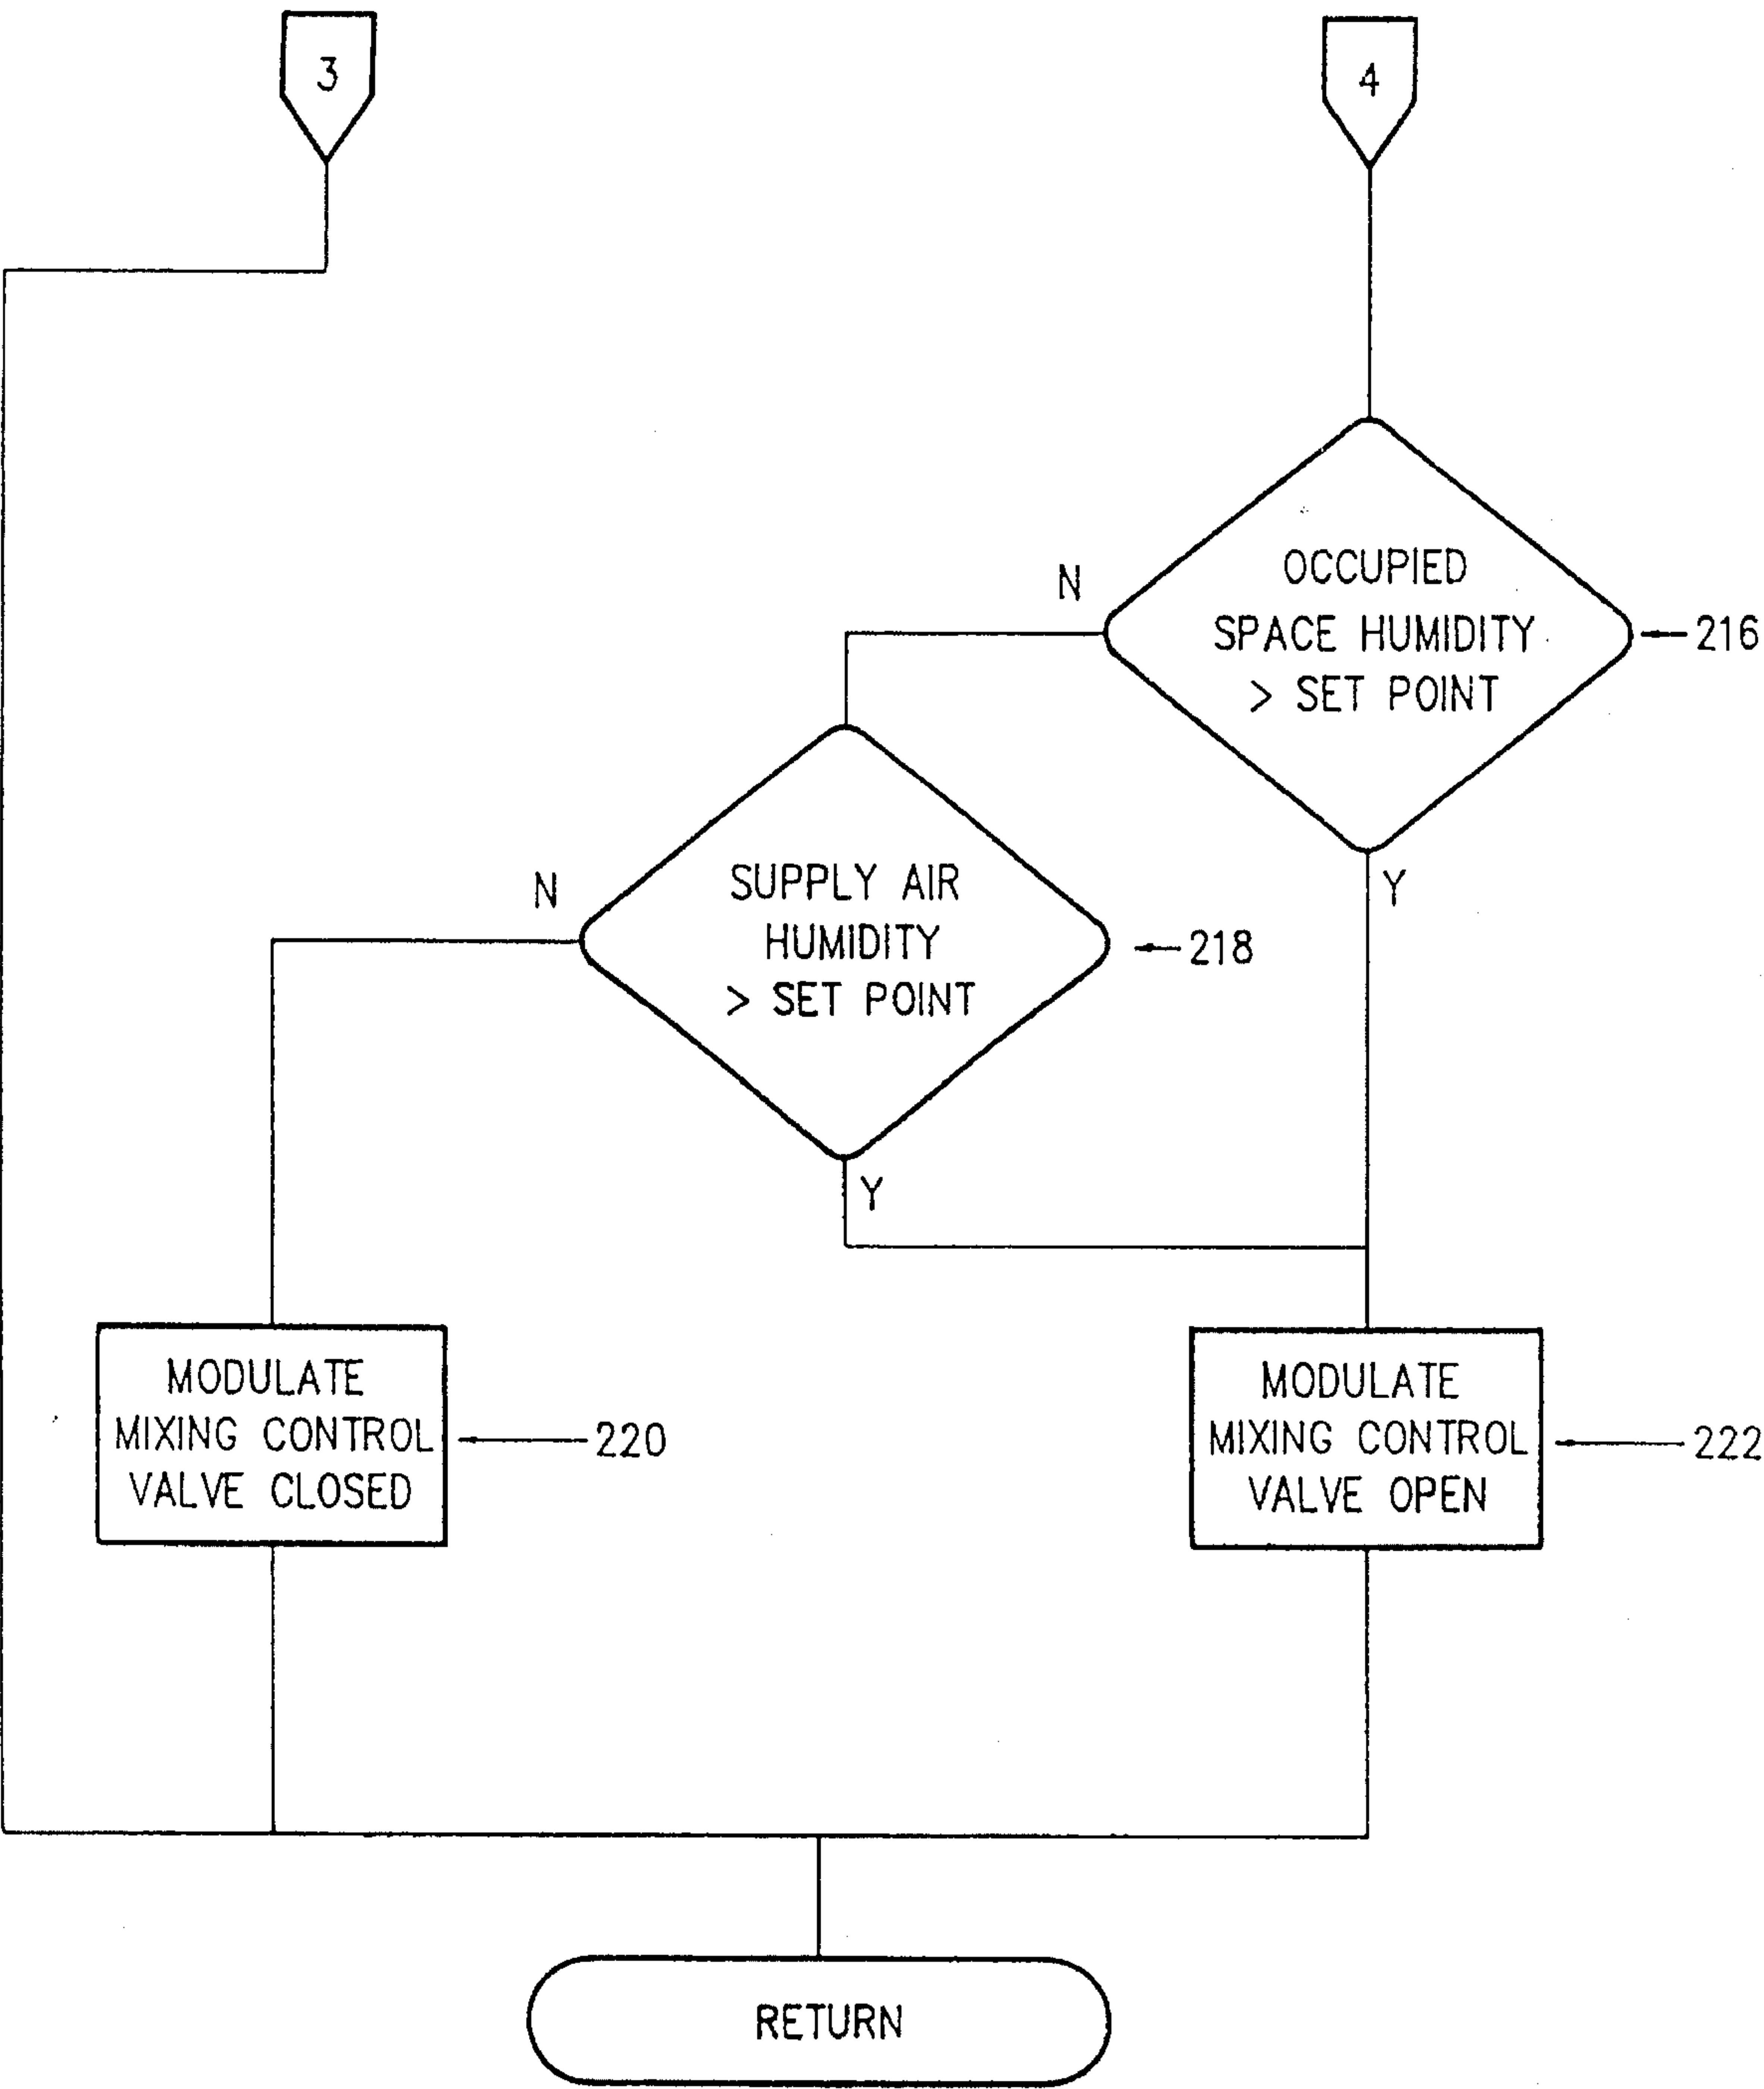 3
4
OCCUPIED
SPACE HUMIDITY
> SET POINT
216
N
Y
SUPPLY AIR
HUMIDITY
> SET POINT
218
N
Y
MODULATE
MIXING CONTROL
VALVE CLOSED
220
MODULATE
MIXING CONTROL
VALVE OPEN
222
RETURN